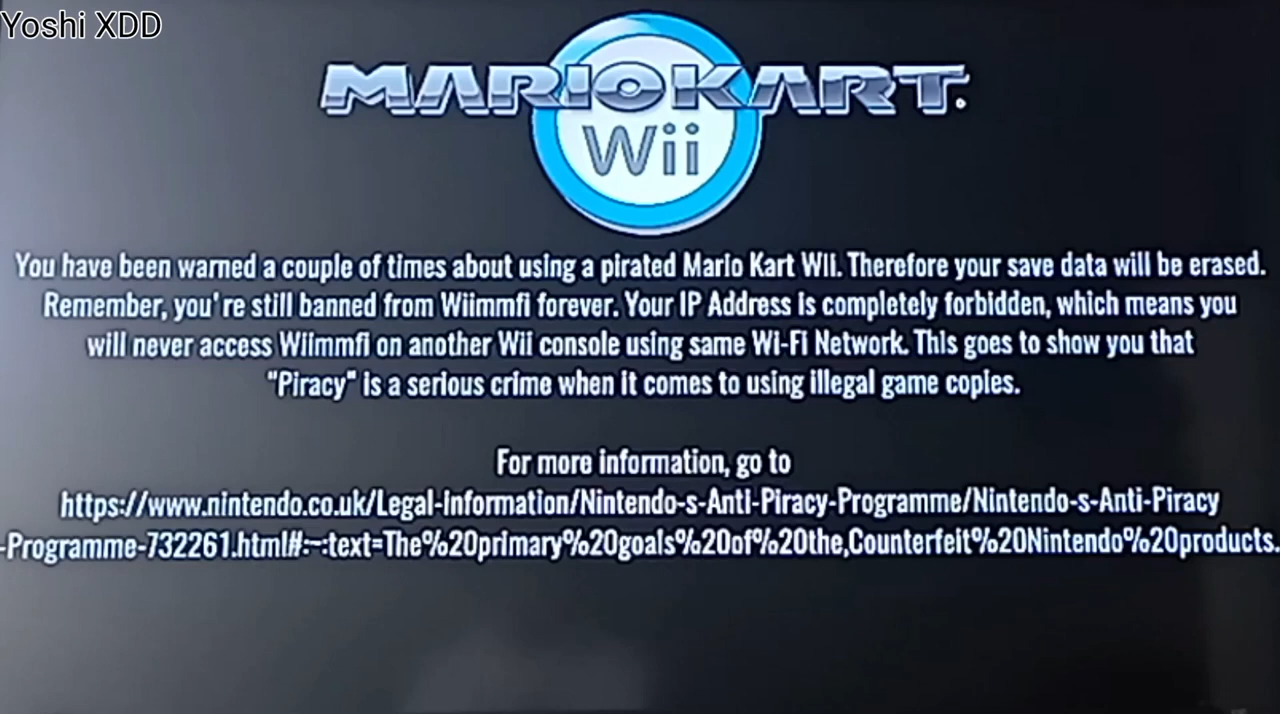 Yoshi XDD
MARIOKART.
Wii
You have been warned a couple of times about using a pirated Mario Kart Wii. Therefore your save data will be erased.
Remember, you're still banned from Wiimmfi forever. Your IP Address is completely forbidden, which means you
will never access Wiimmfi on another Wii console using same Wi-Fi Network. This goes to show you that
"Piracy" is a serious crime when it comes to using illegal game copies.
For more information, go to
https://www.nintendo.co.uk/Legal-information/Nintendo-s-Anti-Piracy-Programme/Nintendo-s-Anti-Piracy
-Programme-732261.html#:~:text=The%20primary%20goals%20of%20the,Counterfeit%20Nintendo%20products.